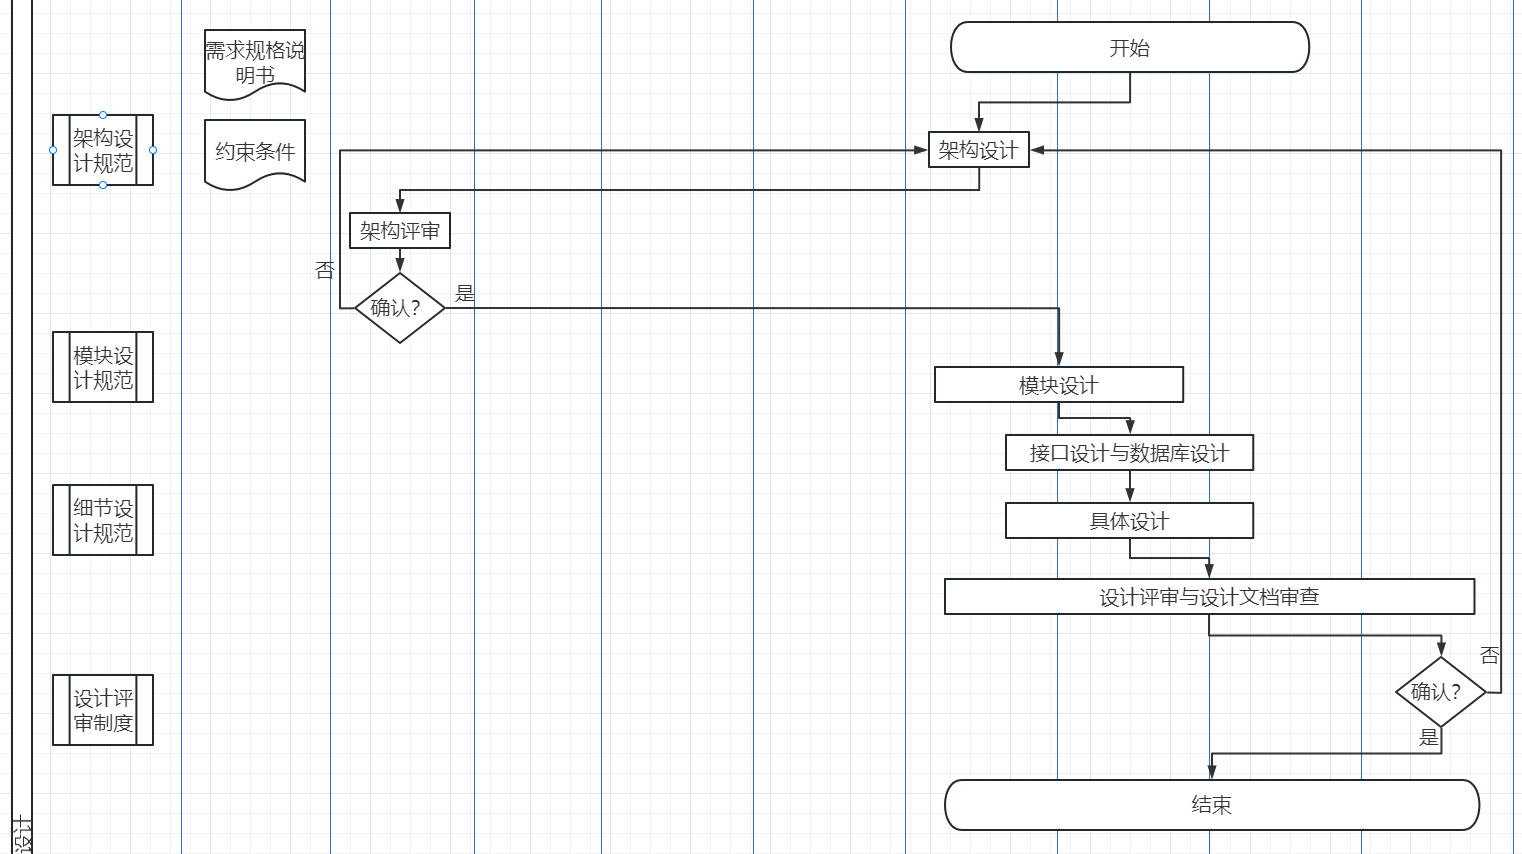 需求规格说
明书
开始
架构设
计规范
约束条件
架构设计
架构评审
否
确认?
是
模块设
计规范
模块设计
接口设计与数据库设计
细节设
计规范
具体设计
设计评审与设计文档审查
否
确认?
设计评
审制度
是
结束
设计